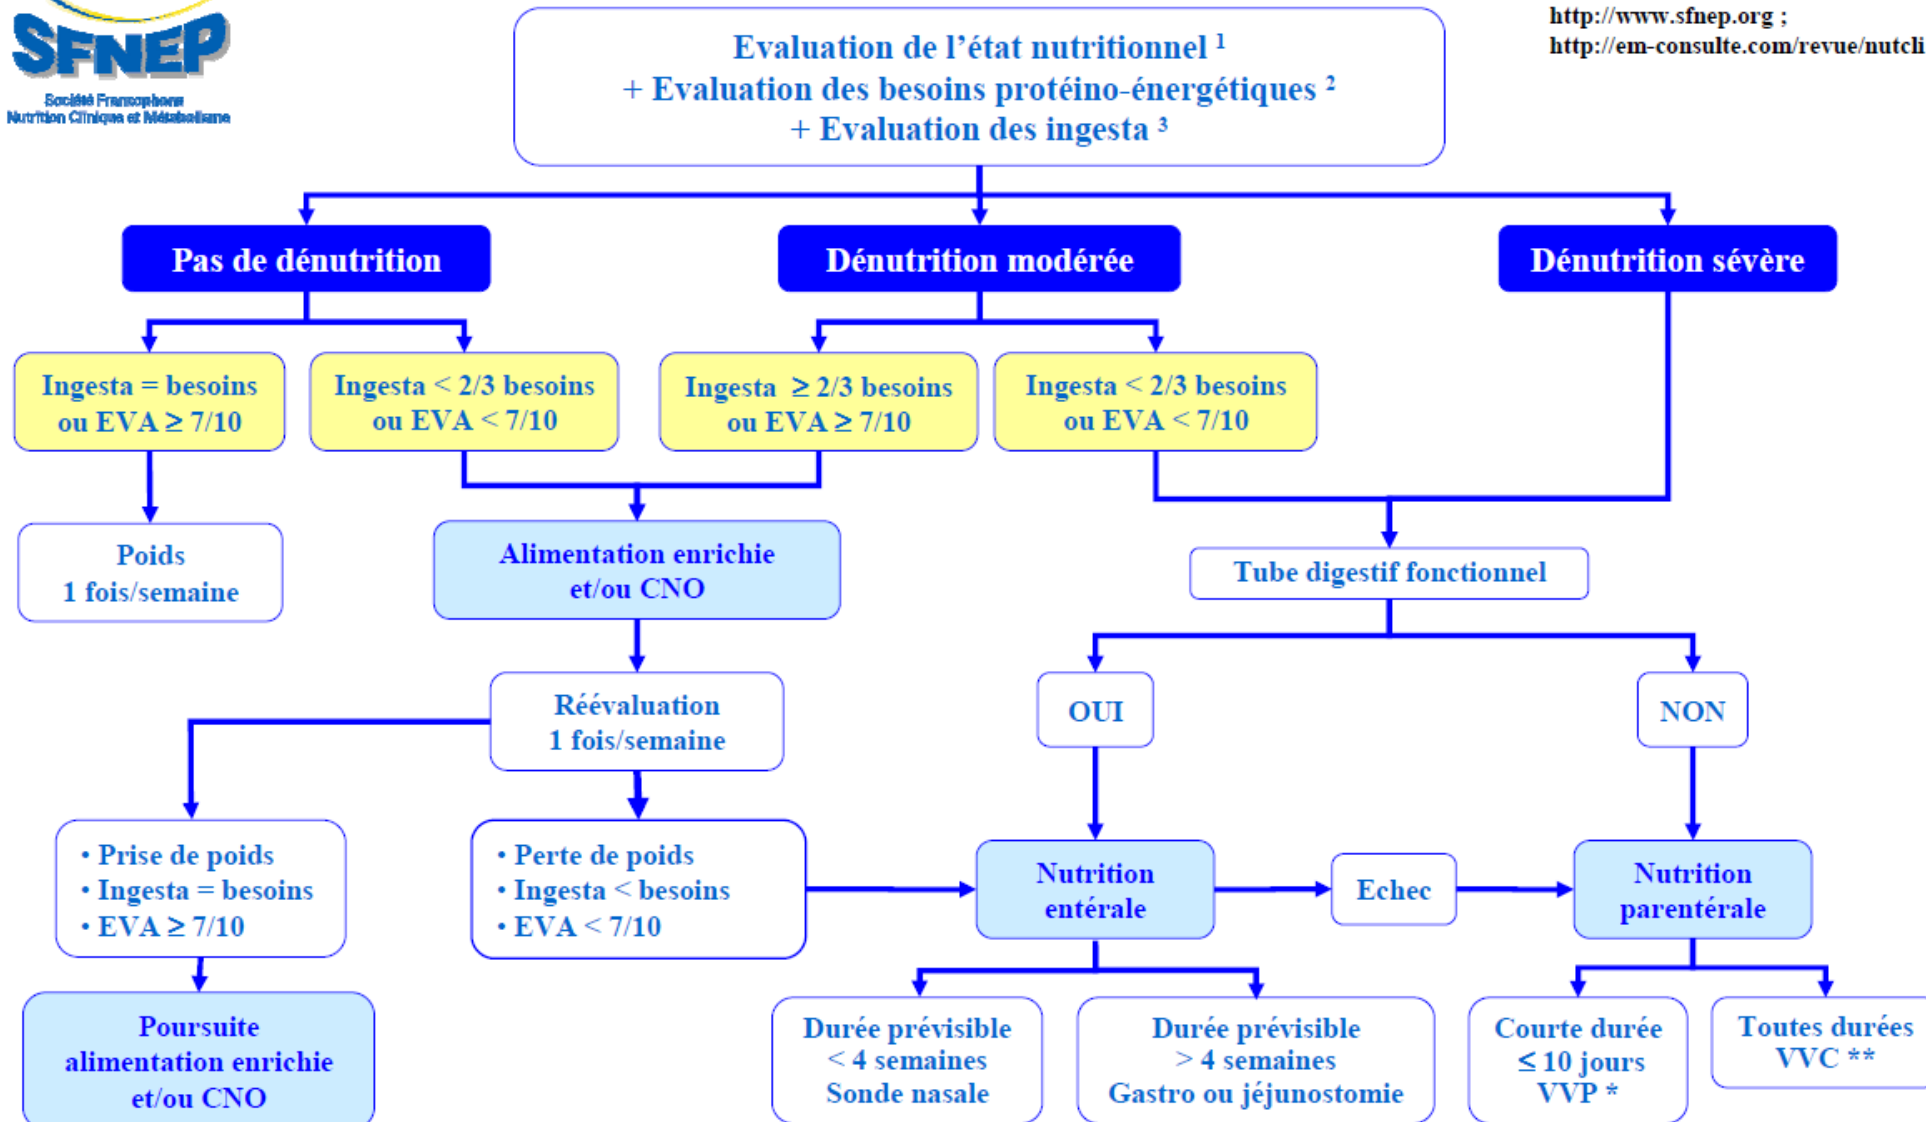 SFNEP
Société Francophone
Nutrition Clinique et Métabolisme
http://www.sfnep.org ;
http://em-consulte.com/revue/nutcli
Evaluation de l’état nutritionnel ¹
+ Evaluation des besoins protéino-énergétiques ²
+ Evaluation des ingesta ³
Pas de dénutrition
Dénutrition modérée
Dénutrition sévère
Ingesta = besoins
ou EVA ≥ 7/10
Ingesta < 2/3 besoins
ou EVA < 7/10
Ingesta ≥ 2/3 besoins
ou EVA ≥ 7/10
Ingesta < 2/3 besoins
ou EVA < 7/10
Poids
1 fois/semaine
Alimentation enrichie
et/ou CNO
Tube digestif fonctionnel
Réévaluation
1 fois/semaine
OUI
NON
• Prise de poids
• Ingesta = besoins
• EVA ≥ 7/10
• Perte de poids
• Ingesta < besoins
• EVA < 7/10
Nutrition
entérale
Echec
Nutrition
parentérale
Poursuite
alimentation enrichie
et/ou CNO
Durée prévisible
< 4 semaines
Sonde nasale
Durée prévisible
> 4 semaines
Gastro ou jéjunostomie
Courte durée
≤ 10 jours
VVP *
Toutes durées
VVC **